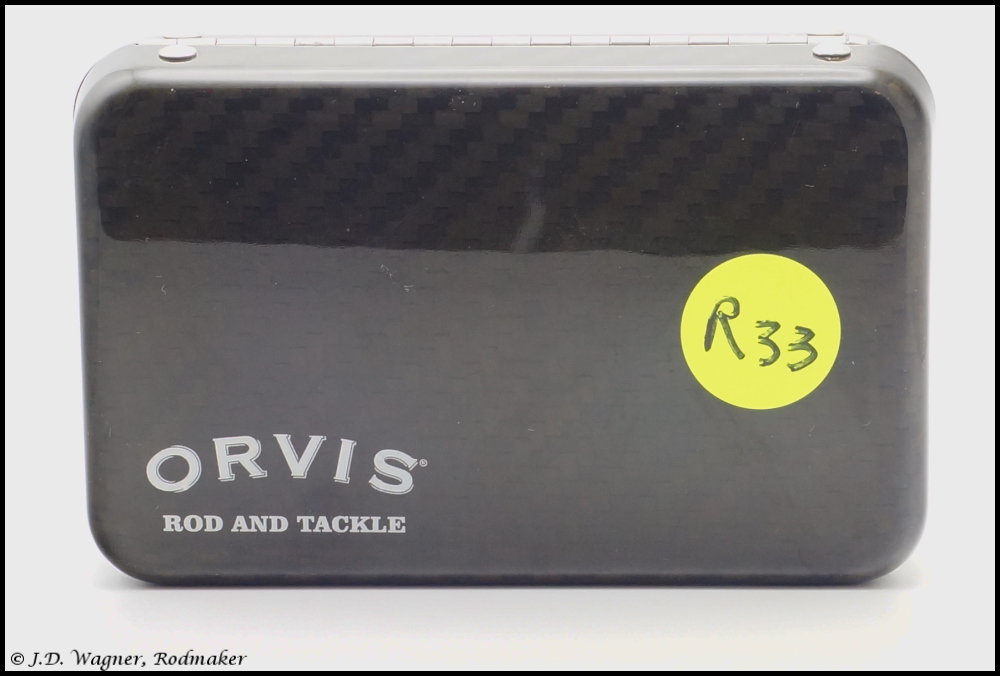 R33
ORVIS®
ROD AND TACKLE
© J.D. Wagner, Rodmaker